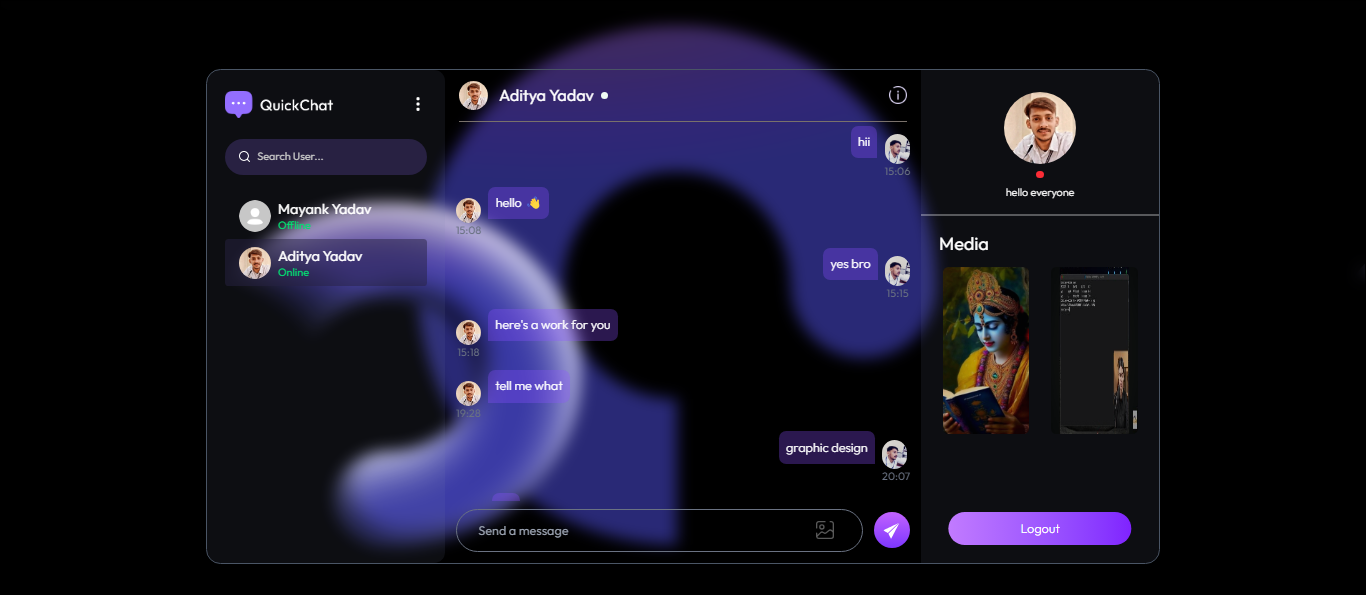 QuickChat
Search User...
Mayank Yadav
Offline
Aditya Yadav
Online
Aditya Yadav
hii
15:06
hello 👋
15:08
yes bro
15:15
here's a work for you
15:18
tell me what
19:28
graphic design
20:07
Send a message
hello everyone
Media
Logout